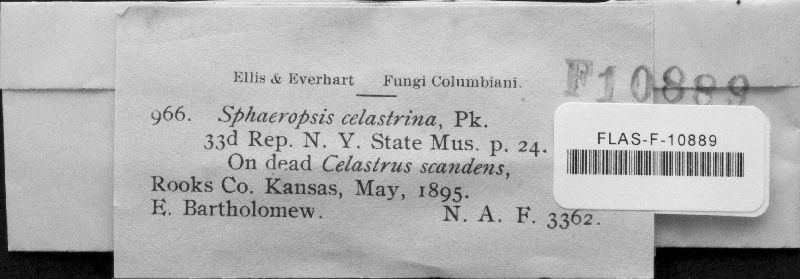 Ellis & Everhart Fungi Columbiani.
F10889
966. Sphaeropsis celastrina, Pk.
33d Rep. N. Y. State Mus. p. 24.
On dead Celastrus scandens,
Rooks Co. Kansas, May, 1895.
E. Bartholomew. N. A. F. 3362.
FLAS-F-10889